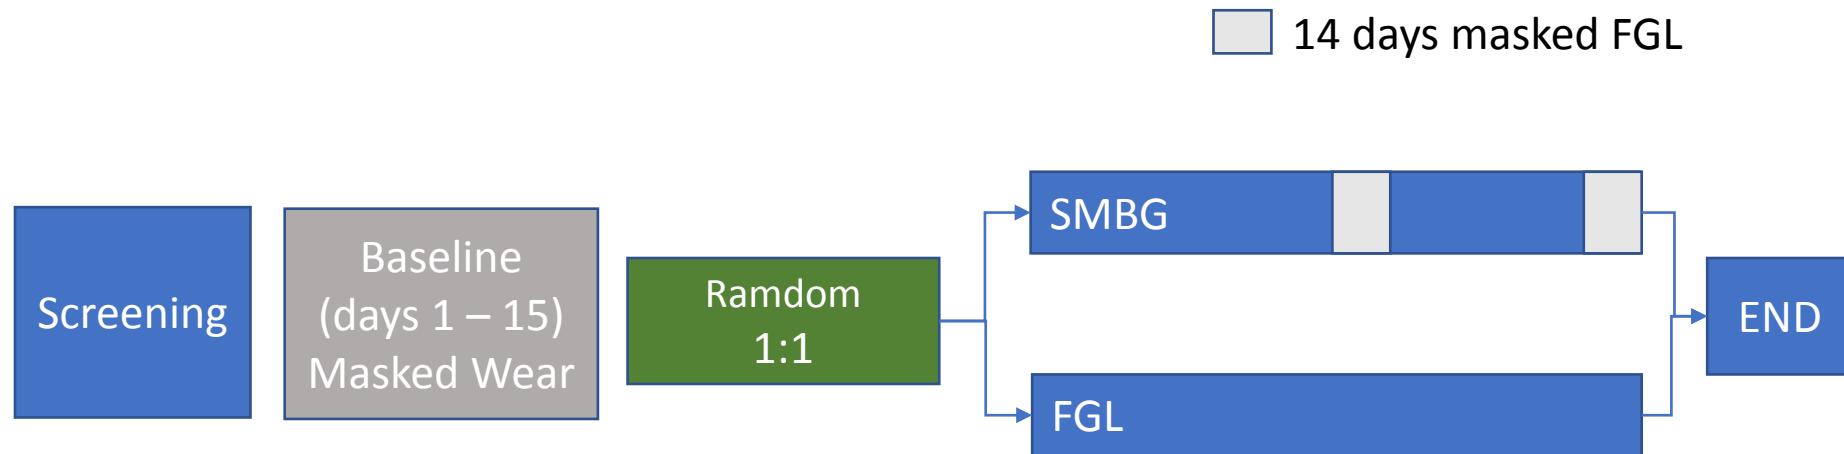 14 days masked FGL
Screening
Baseline
(days 1 – 15)
Masked Wear
Ramdom
1:1
SMBG
FGL
END